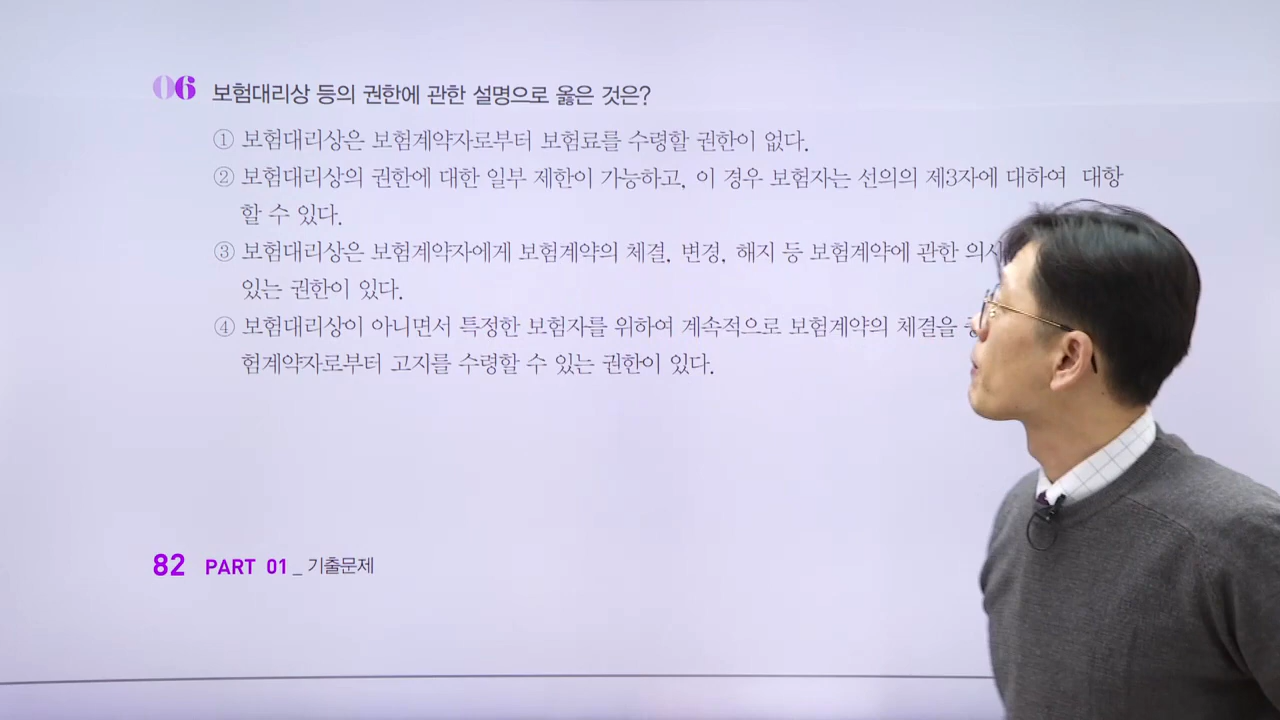 06 보험대리상 등의 권한에 관한 설명으로 옳은 것은?
① 보험대리상은 보험계약자로부터 보험료를 수령할 권한이 없다.
② 보험대리상의 권한에 대한 일부 제한이 가능하고, 이 경우 보험자는 선의의 제3자에 대하여 대항
할 수 있다.
③ 보험대리상은 보험계약자에게 보험계약의 체결, 변경, 해지 등 보험계약에 관한
있는 권한이 있다.
④ 보험대리상이 아니면서 특정한 보험자를 위하여 계속적으로 보험계약의 체결을
험계약자로부터 고지를 수령할 수 있는 권한이 있다.
82 PART 01 _ 기출문제